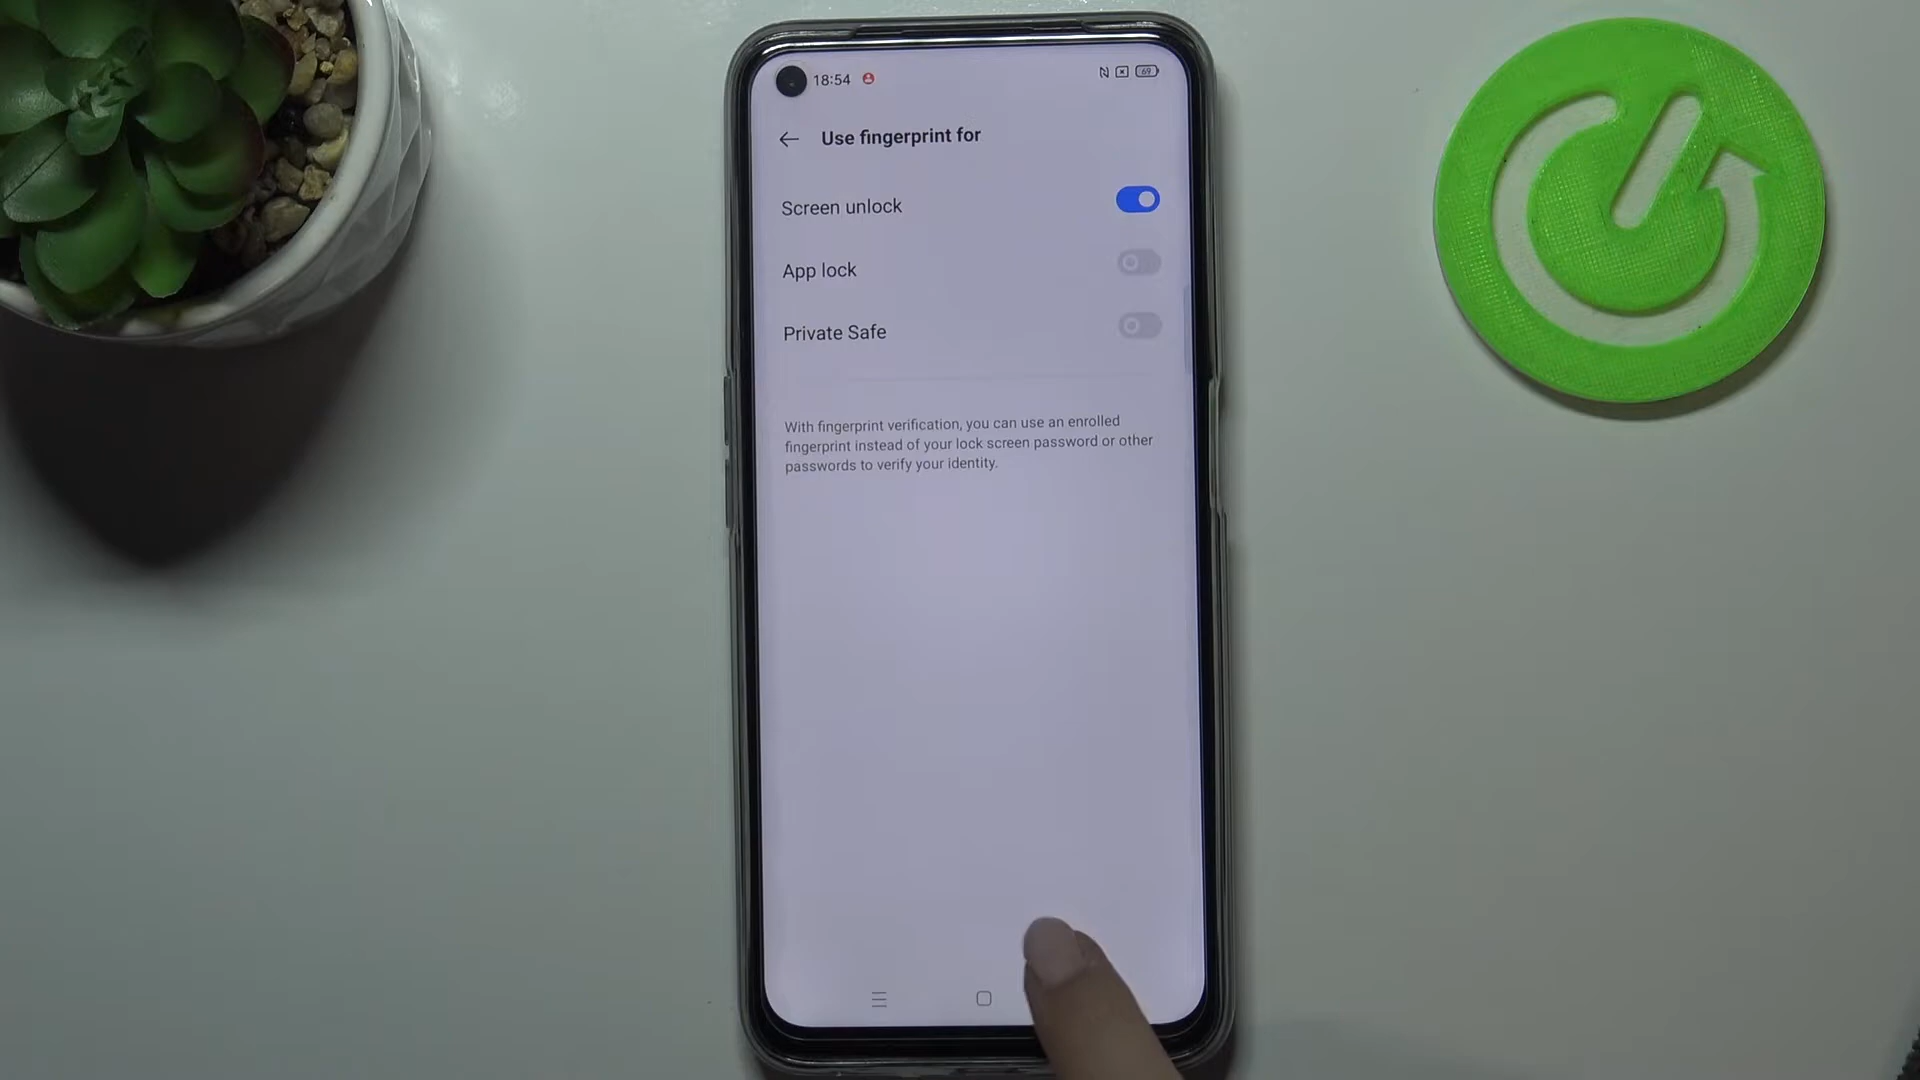 18:54
69
Use fingerprint for
Screen unlock
App lock
Private Safe
With fingerprint verification, you can use an enrolled
fingerprint instead of your lock screen password or other
passwords to verify your identity.